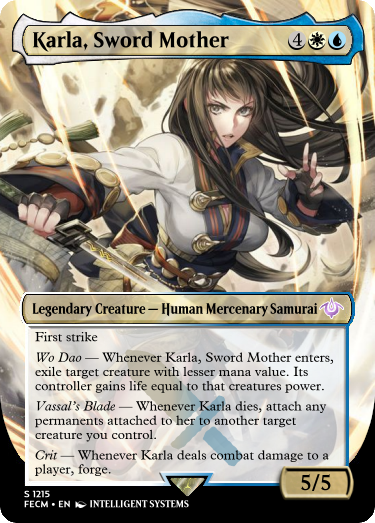 Karla, Sword Mother 4
Legendary Creature — Human Mercenary Samurai
First strike
Wo Dao — Whenever Karla, Sword Mother enters,
exile target creature with lesser mana value. Its
controller gains life equal to that creatures power.
Vassal's Blade — Whenever Karla dies, attach any
permanents attached to her to another target
creature you control.
Crit — Whenever Karla deals combat damage to a
player, forge.
5/5
S 1215
FECM • EN INTELLIGENT SYSTEMS